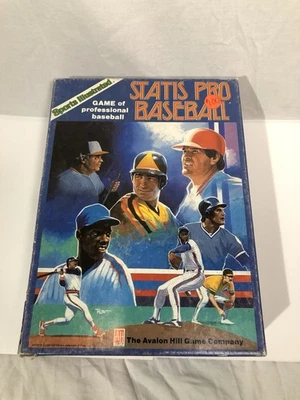 Sports Illustrated
STATIS PRO
BASEBALL
GAME of
professional
baseball
The Avalon Hill Game Company